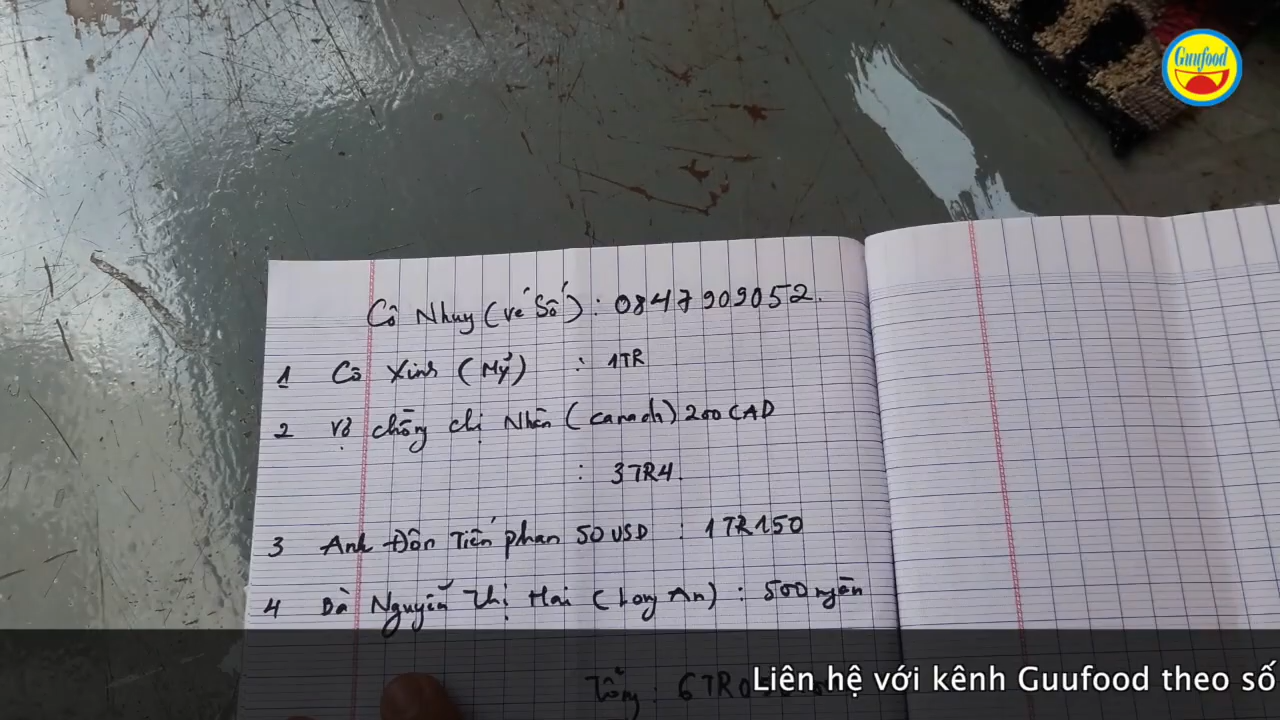 Guufood
Cô Nhuy (vé số) : 0847909052.
1 Cô Xinh (Mỹ) : 1TR
2 Vợ chồng chị Nhân (canada) 200 CAD
: 3TR4.
3 Anh Đôn Tiến phan 50 USD : 1TR150
4 Bà Nguyễn Thị Hai (Long An) : 500 ngàn
Tổng : 6TR0
Liên hệ với kênh Guufood theo số